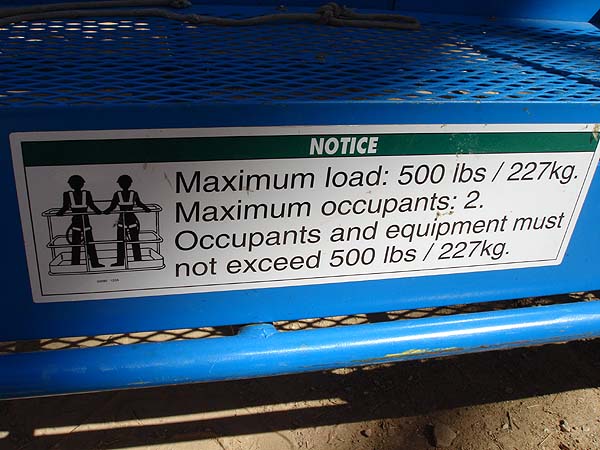 NOTICE
Maximum load: 500 lbs / 227kg.
Maximum occupants: 2.
Occupants and equipment must
not exceed 500 lbs / 227kg.